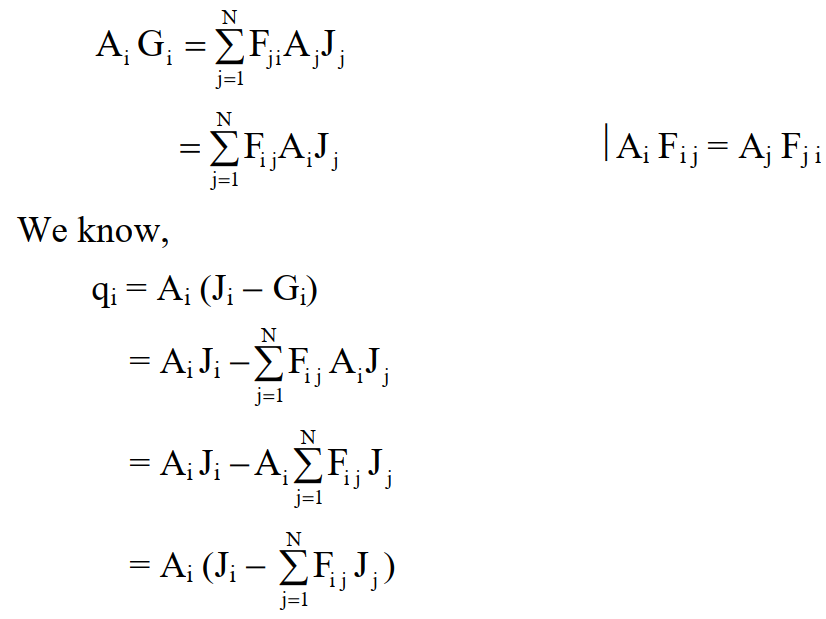 A_i G_i = ∑_{j=1}^{N} F_{ji} A_j J_j
= ∑_{j=1}^{N} F_{ij} A_i J_j | A_i F_{ij} = A_j F_{ji}
We know,
q_i = A_i (J_i – G_i)
= A_i J_i – ∑_{j=1}^{N} F_{ij} A_i J_j
= A_i J_i – A_i ∑_{j=1}^{N} F_{ij} J_j
= A_i (J_i – ∑_{j=1}^{N} F_{ij} J_j)